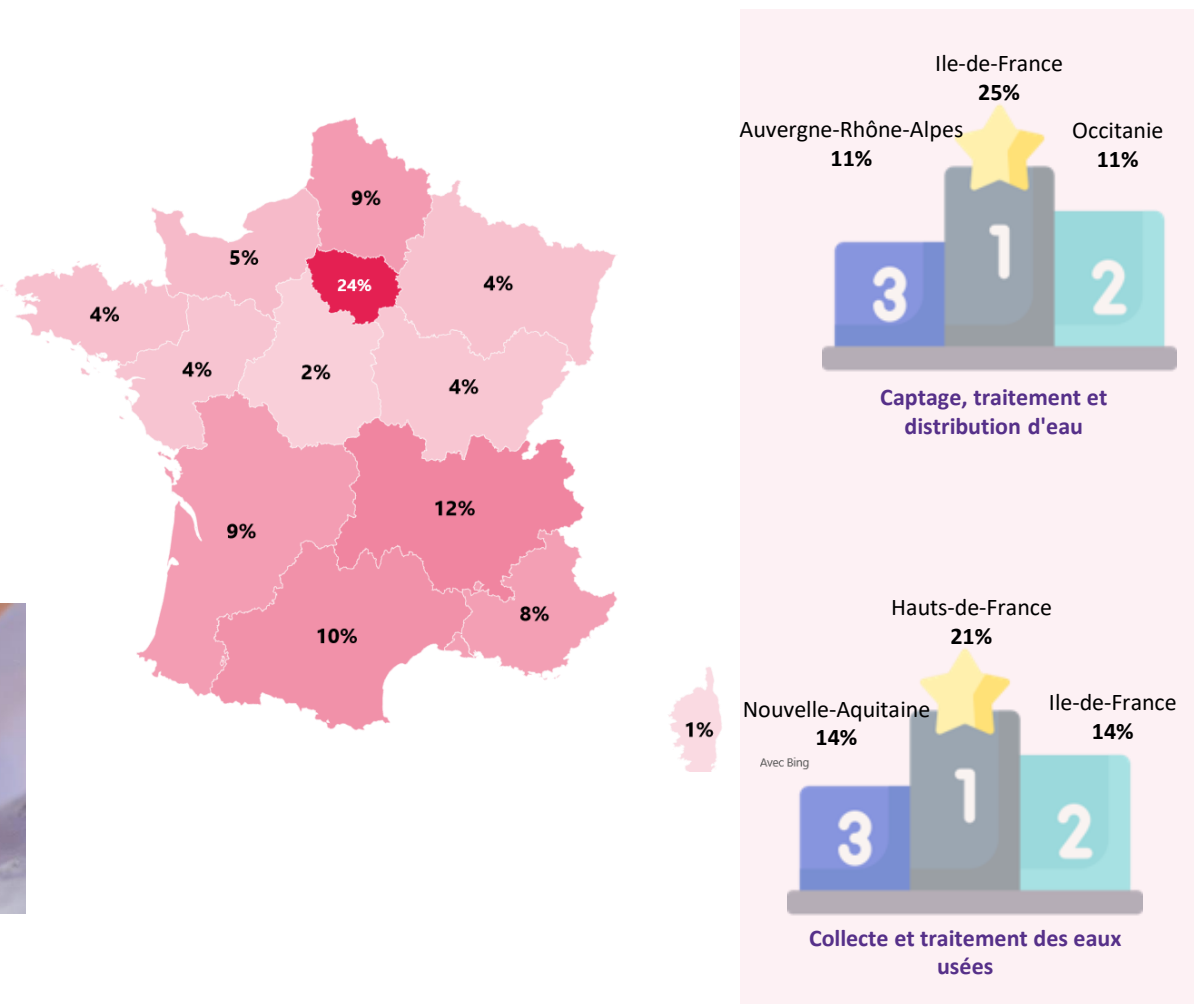 9%
5%
24%
4%
4%
4%
2%
4%
12%
9%
8%
10%
1%
Ile-de-France
25%
Auvergne-Rhône-Alpes
11%
Occitanie
11%
1
2
3
Captage, traitement et
distribution d'eau
Hauts-de-France
21%
Nouvelle-Aquitaine
14%
Ile-de-France
14%
Avec Bing
1
2
3
Collecte et traitement des eaux
usées